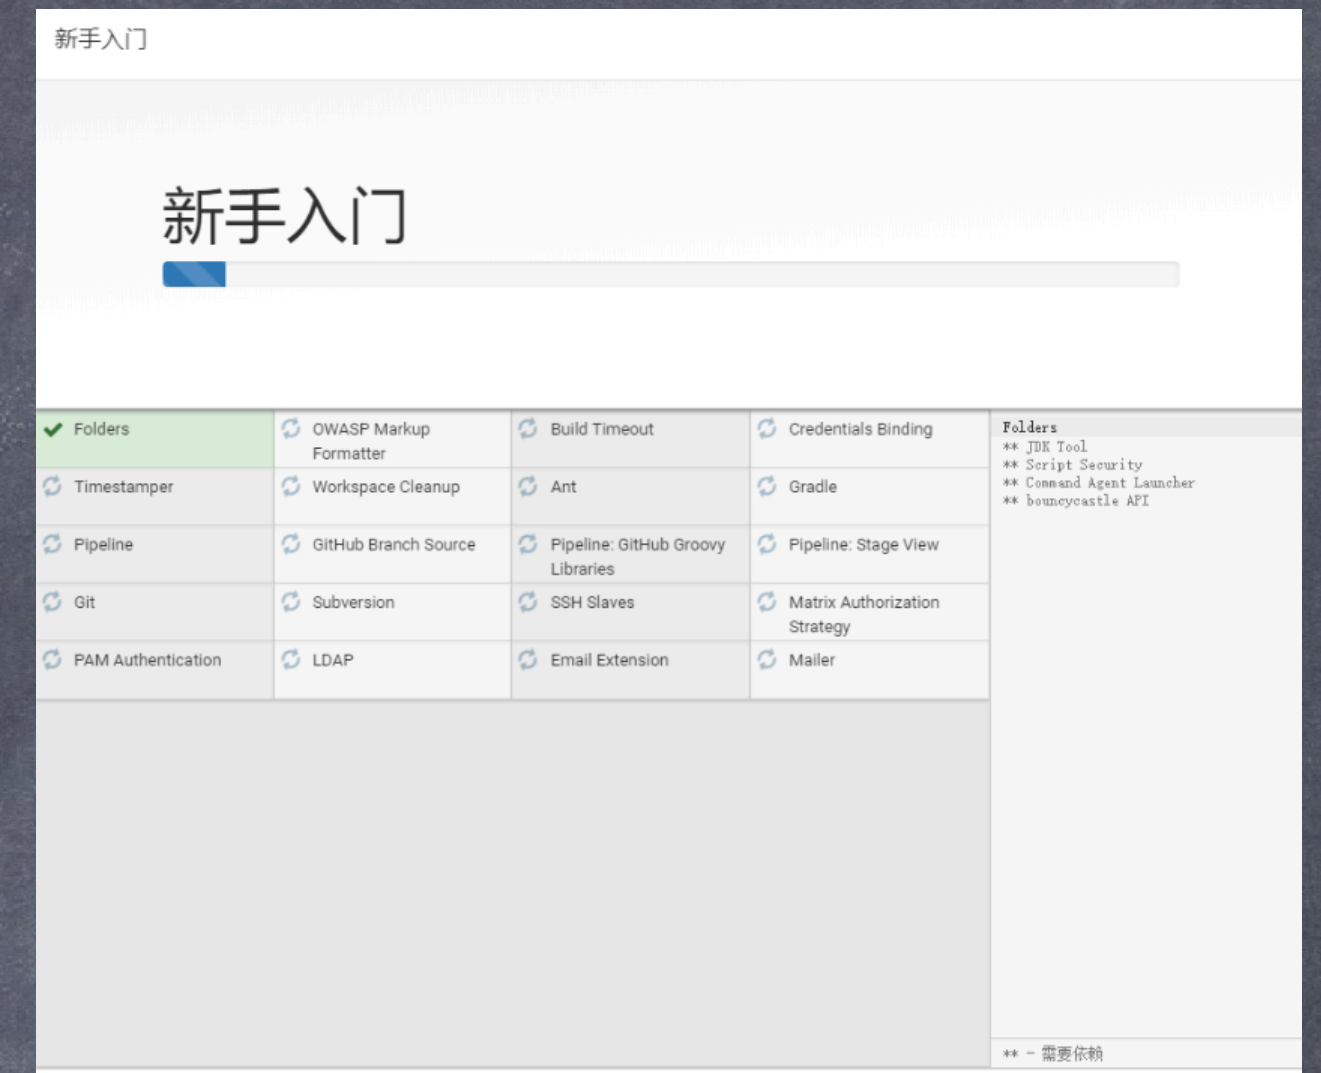 新手入门
新手入门
Folders
OWASP Markup
Formatter
Build Timeout
Credentials Binding
Timestamper
Workspace Cleanup
Ant
Gradle
Pipeline
GitHub Branch Source
Pipeline: GitHub Groovy
Libraries
Pipeline: Stage View
Git
Subversion
SSH Slaves
Matrix Authorization
Strategy
PAM Authentication
LDAP
Email Extension
Mailer
Folders
** JDK Tool
** Script Security
** Command Agent Launcher
** bouncycastle API
** - 需要依赖